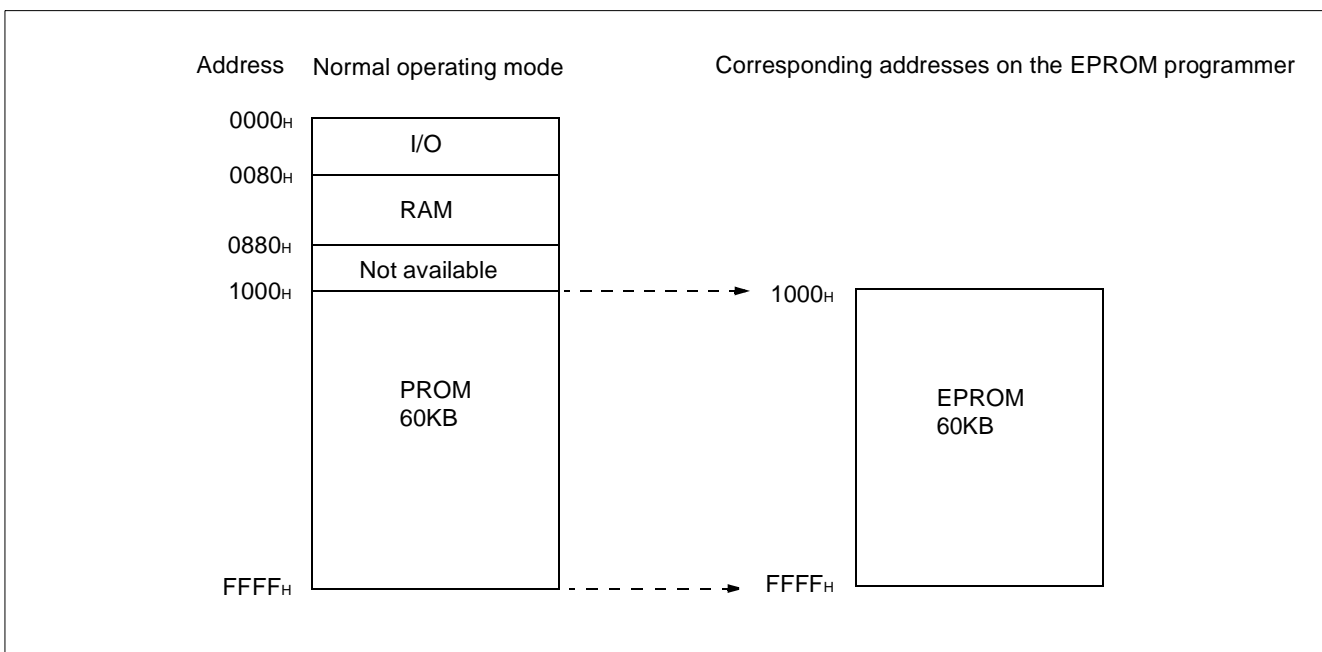 Address Normal operating mode Corresponding addresses on the EPROM programmer
0000H
I/O
0080H
RAM
0880H
Not available
1000H 1000H
PROM
60KB
EPROM
60KB
FFFFH FFFFH